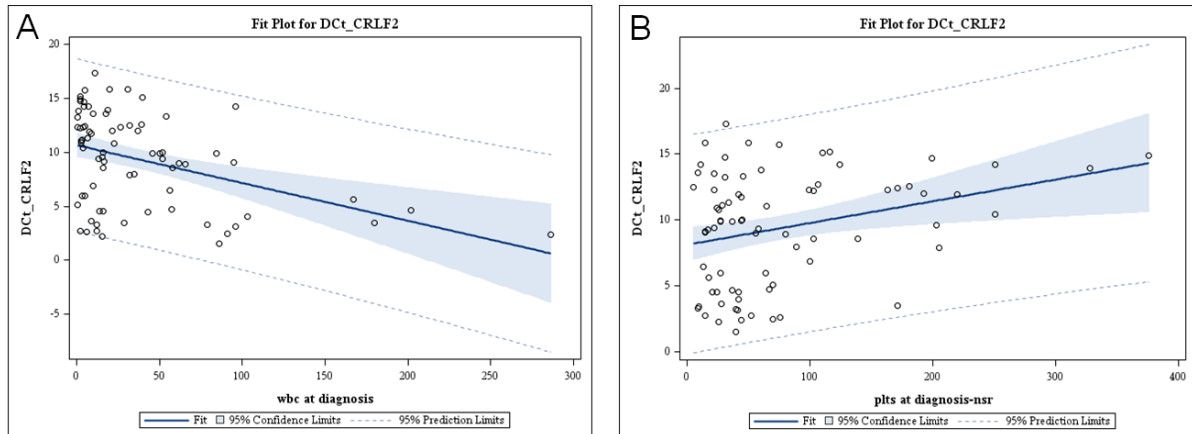 A
Fit Plot for DCt_CRLF2
20
15
10
5
0
-5
DCt_CRLF2
0 50 100 150 200 250 300
wbc at diagnosis
Fit 95% Confidence Limits 95% Prediction Limits
B
Fit Plot for DCt_CRLF2
20
15
10
5
0
DCt_CRLF2
0 100 200 300 400
plts at diagnosis-nsr
Fit 95% Confidence Limits 95% Prediction Limits